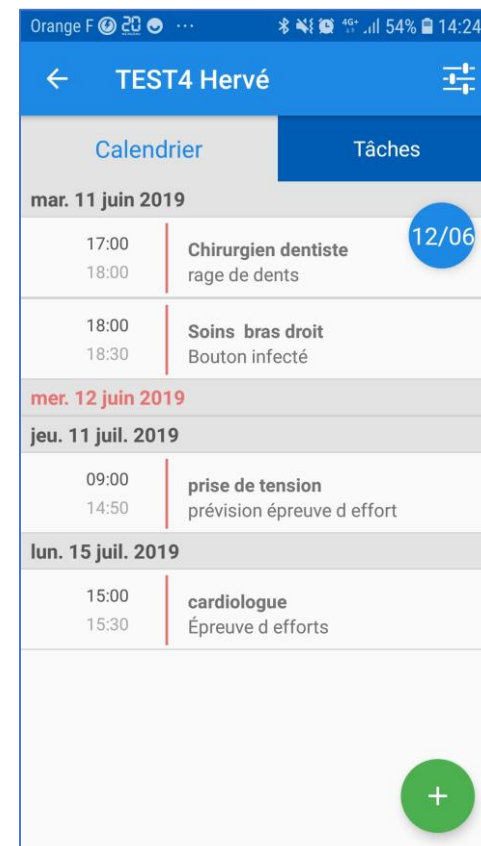 Orange F 20 ... 4G+ 54% 14:24
TEST4 Hervé
Calendrier Tâches
mar. 11 juin 2019
12/06
17:00 Chirurgien dentiste
18:00 rage de dents
18:00 Soins bras droit
18:30 Bouton infecté
mer. 12 juin 2019
jeu. 11 juil. 2019
09:00 prise de tension
14:50 prévision épreuve d effort
lun. 15 juil. 2019
15:00 cardiologue
15:30 Épreuve d efforts
+